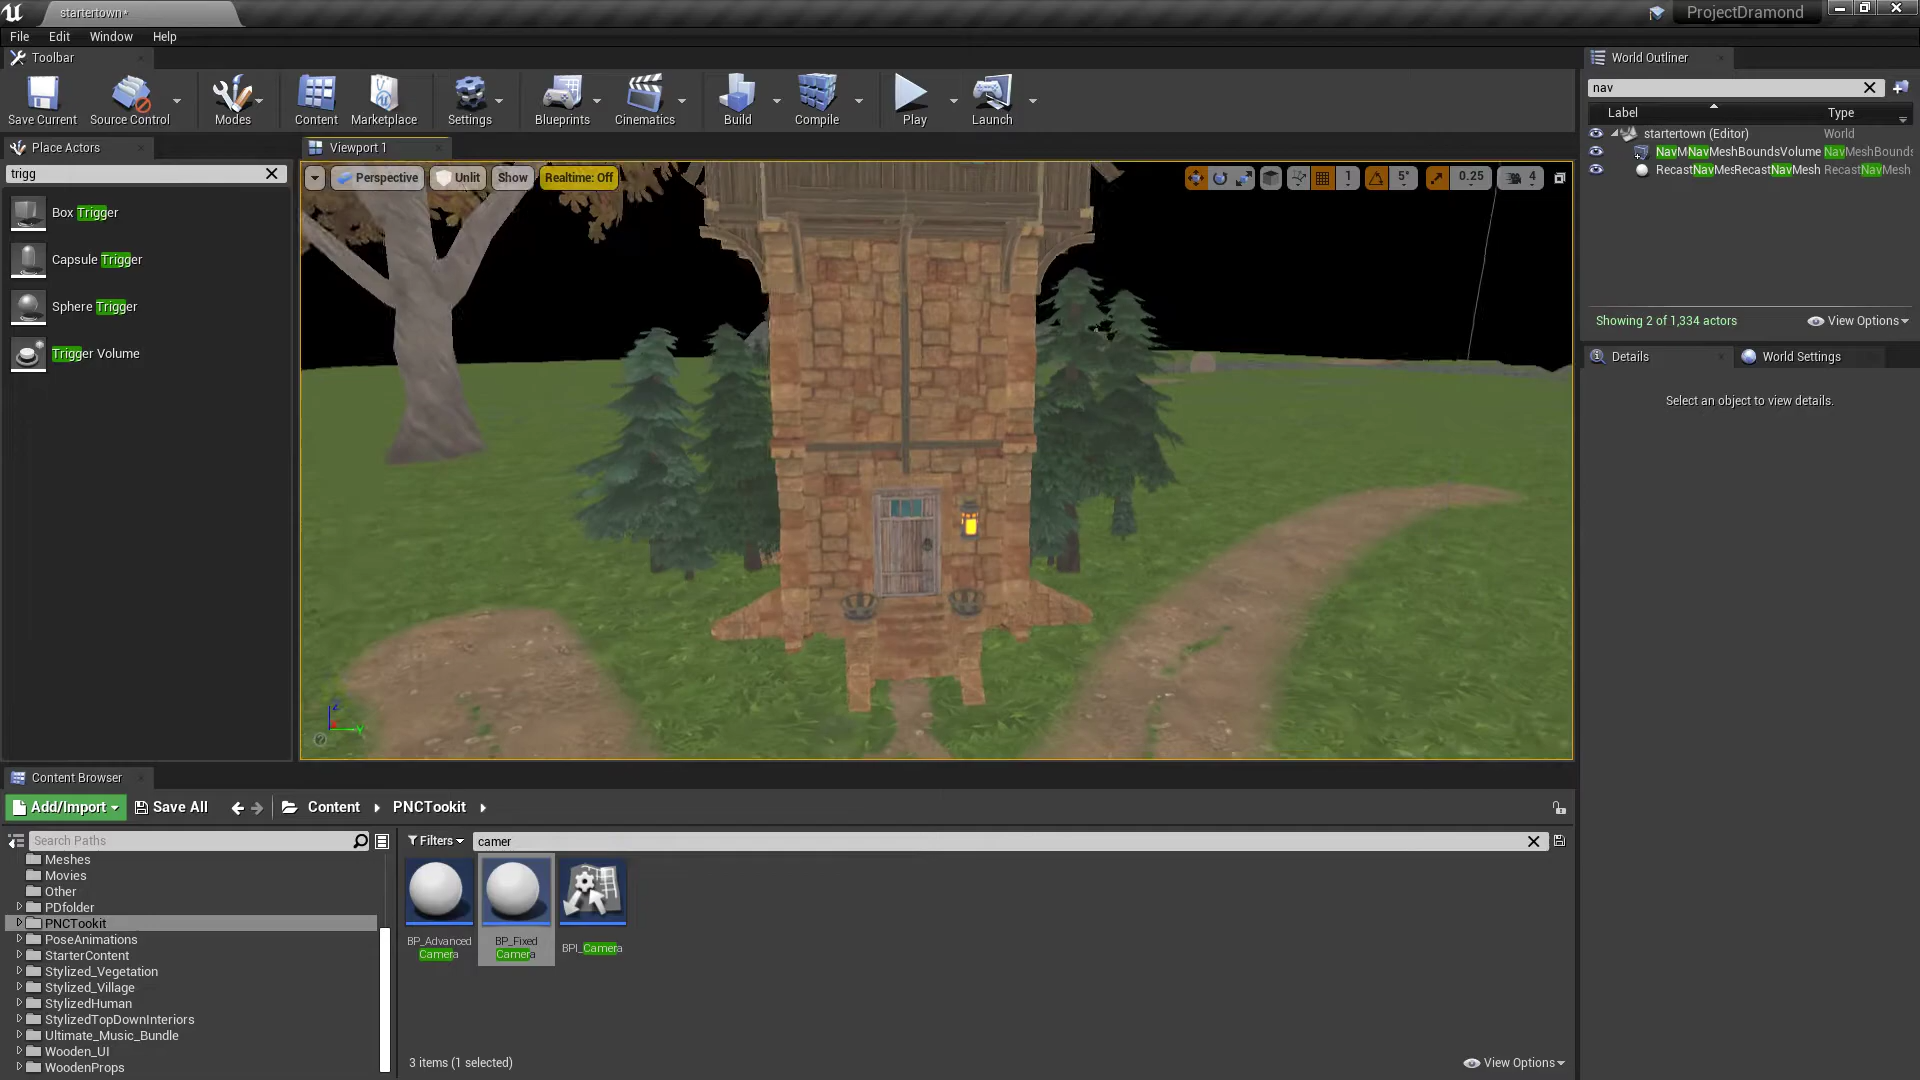 startertown*
ProjectDramond
File Edit Window Help
Toolbar
Save Current Source Control Modes Content Marketplace Settings Blueprints Cinematics Build Compile Play Launch
Place Actors
trigg
Box Trigger
Capsule Trigger
Sphere Trigger
Trigger Volume
Viewport 1
Perspective Unlit Show Realtime: Off
1 5° 0.25 4
World Outliner
nav
Label Type
startertown (Editor) World
NavMNavMeshBoundsVolume NavMeshBounds
RecastNavMesRecastNavMesh RecastNavMesh
Showing 2 of 1,334 actors View Options
Details World Settings
Select an object to view details.
Content Browser
Add/Import Save All Content PNCTookit
Search Paths
Meshes
Movies
Other
PDfolder
PNCTookit
PoseAnimations
StarterContent
Stylized_Vegetation
Stylized_Village
StylizedHuman
StylizedTopDownInteriors
Ultimate_Music_Bundle
Wooden_UI
WoodenProps
Filters camer
BP_Advanced
Camera
BP_Fixed
Camera
BPI_Camera
3 items (1 selected) View Options